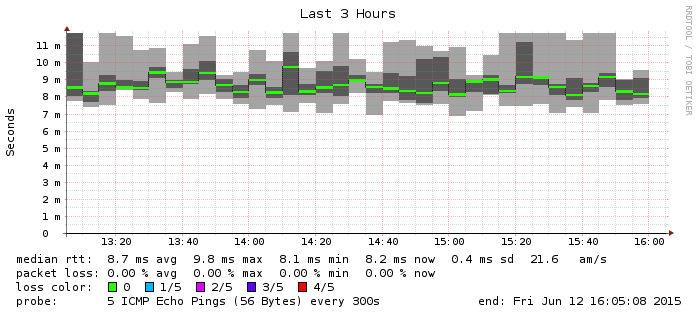 Last 3 Hours
RRDTOOL / TOBI OETIKER
Seconds
11 m
10 m
9 m
8 m
7 m
6 m
5 m
4 m
3 m
2 m
1 m
0
13:20 13:40 14:00 14:20 14:40 15:00 15:20 15:40 16:00
median rtt: 8.7 ms avg 9.8 ms max 8.1 ms min 8.2 ms now 0.4 ms sd 21.6 am/s
packet loss: 0.00 % avg 0.00 % max 0.00 % min 0.00 % now
loss color: 0 1/5 2/5 3/5 4/5
probe: 5 ICMP Echo Pings (56 Bytes) every 300s end: Fri Jun 12 16:05:08 2015